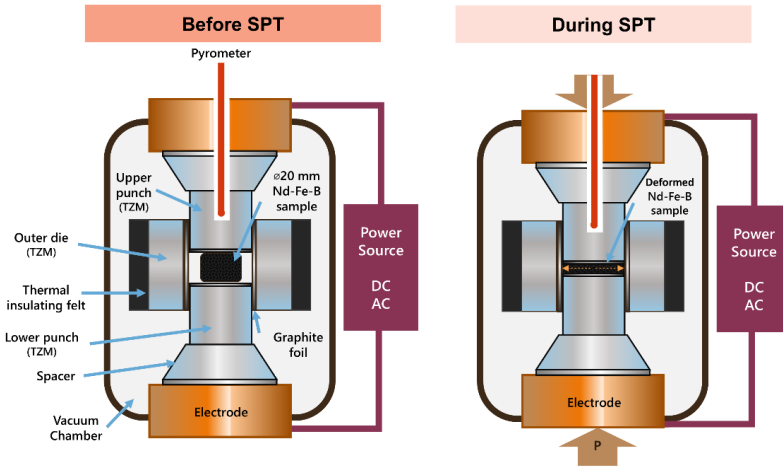 Before SPT
During SPT
Pyrometer
Upper
punch
(TZM)
⌀20 mm
Nd-Fe-B
sample
Outer die
(TZM)
Thermal
insulating felt
Lower punch
(TZM)
Spacer
Vacuum
Chamber
Graphite
foil
Electrode
Power
Source
DC
AC
Deformed
Nd-Fe-B
sample
Electrode
P
Power
Source
DC
AC